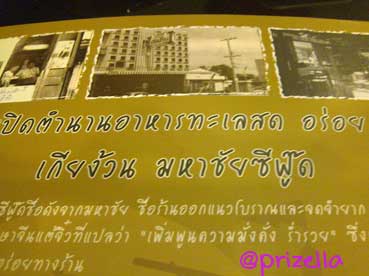 ปิดตำนานอาหารทะเลสด อร่อย
เกียง้วน มหาชัยซีฟู๊ด
ซีฟู๊ดชื่อดังจากมหาชัย ชื่อร้านออกแนวโบราณและจดจำยาก
ษาจีนแต้จิ๋วที่แปลว่า "เพิ่มพูนความมั่งคั่ง ร่ำรวย" ซึ่ง
อร่อยทางร้าน
@prizella